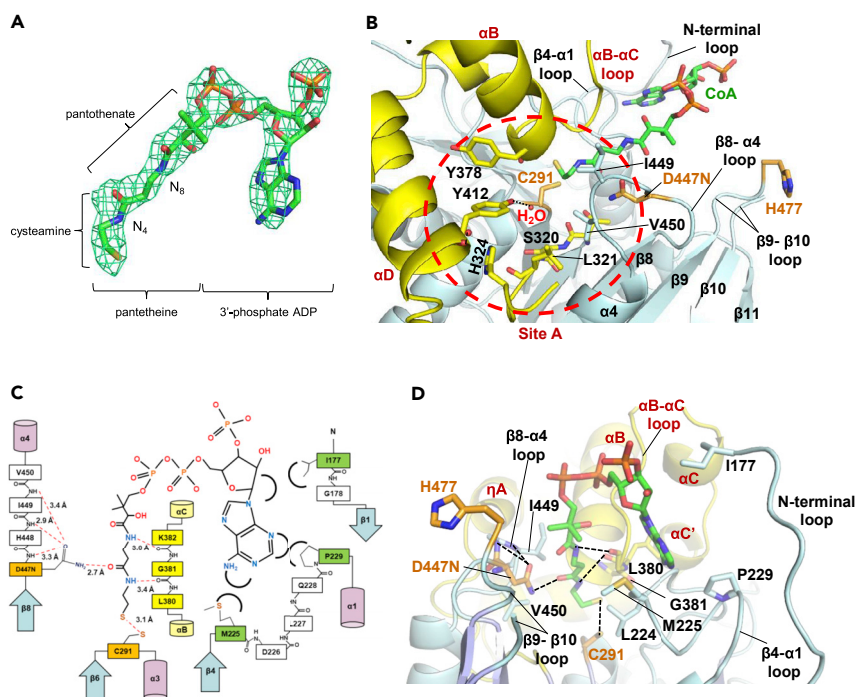 A
pantothenate
N8
N4
cysteamine
pantetheine
3'-phosphate ADP
B
αB
N-terminal
loop
β4-α1
loop
αB-αC
loop
CoA
β8- α4
loop
Y378
C291
I449
D447N
Y412
H2O
H477
S320
V450
H324
L321
β8
β9- β10
loop
αD
β9
β10
α4
β11
Site A
C
α4
V450
I449
H448
D447N
β8
3.4 Å
2.9 Å
3.3 Å
2.7 Å
3.0 Å
3.4 Å
3.1 Å
αC
K382
G381
L380
αB
C291
β6
α3
N
I177
G178
β1
P229
Q228
L227
D226
M225
β4
α1
NH2
OH
D
αB-αC
loop
αB
β8-α4
loop
I177
αC
H477
ηA
I449
N-terminal
loop
αC'
D447N
L380
P229
G381
V450
M225
β9- β10
loop
L224
C291
β4-α1
loop